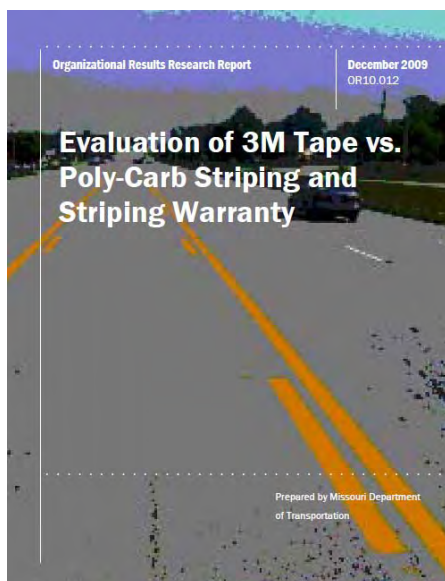 Organizational Results Research Report
December 2009
OR10.012
Evaluation of 3M Tape vs.
Poly-Carb Striping and
Striping Warranty
Prepared by Missouri Department
of Transportation